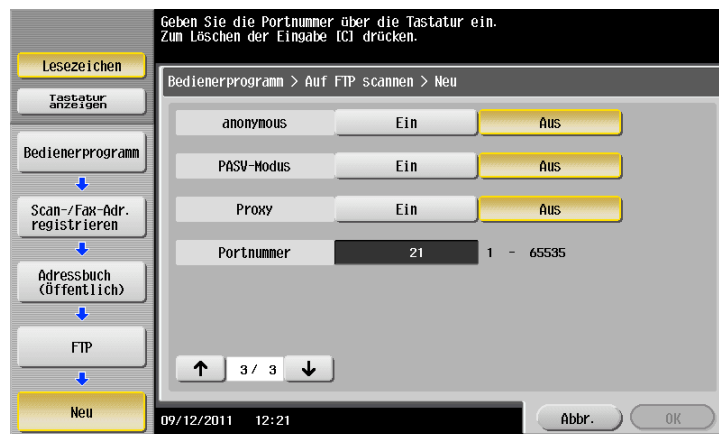 Geben Sie die Portnummer über die Tastatur ein.
Zum Löschen der Eingabe [C] drücken.
Lesezeichen
Tastatur
anzeigen
Bedienerprogramm
Scan-/Fax-Adr.
registrieren
Adressbuch
(Öffentlich)
FTP
Neu
Bedienerprogramm > Auf FTP scannen > Neu
anonymous Ein Aus
PASV-Modus Ein Aus
Proxy Ein Aus
Portnummer 21 1 - 65535
↑ 3/ 3 ↓
09/12/2011 12:21
Abbr. OK